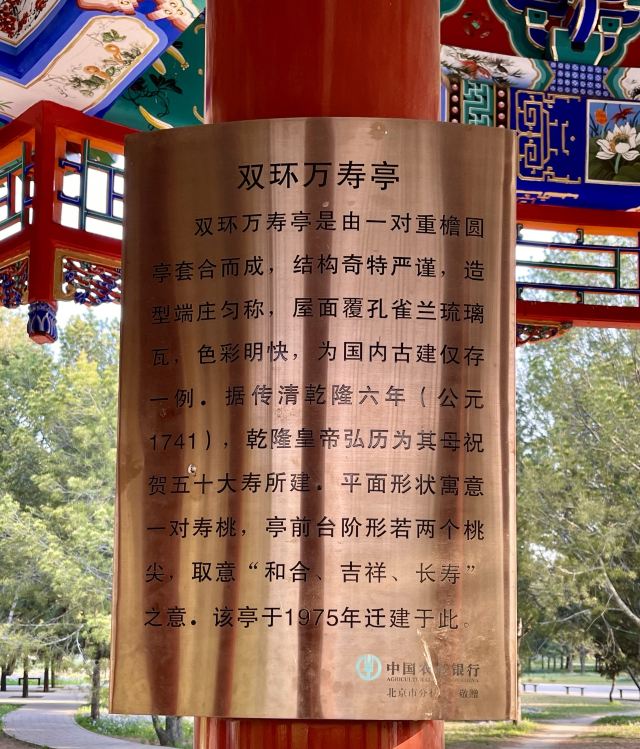 双环万寿亭
双环万寿亭是由一对重檐圆
亭套合而成，结构奇特严谨，造
型端庄匀称，屋面覆孔雀兰琉璃
瓦，色彩明快，为国内古建仅存
一例．据传清乾隆六年（公元
1741），乾隆皇帝弘历为其母祝
贺五十大寿所建．平面形状寓意
一对寿桃，亭前台阶形若两个桃
尖，取意“和合、吉祥、长寿”
之意．该亭于1975年迁建于此。
中国农业银行
AGRICULTURAL
北京市分行 敬赠